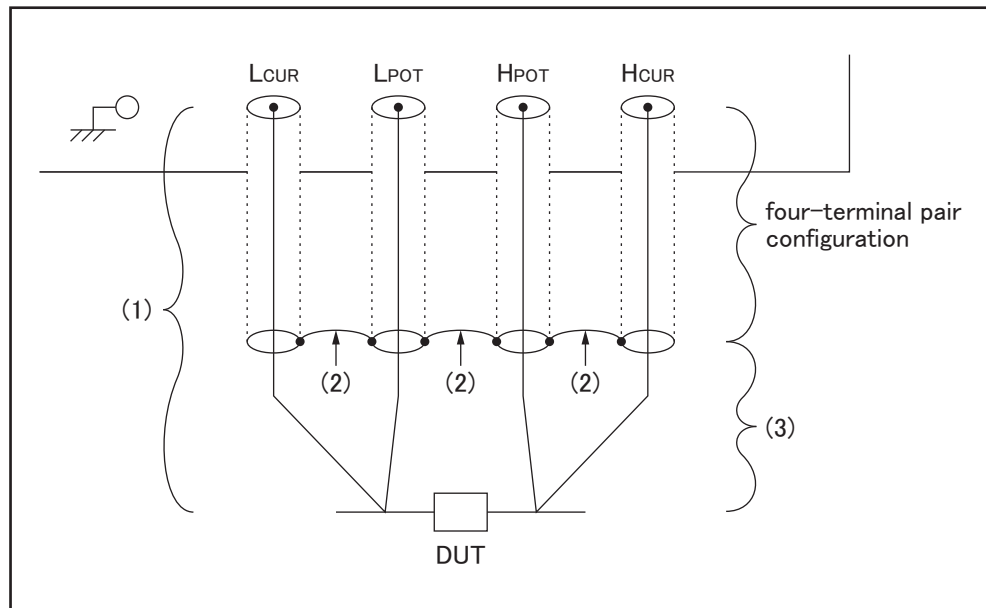 LCUR
LPOT
HPOT
HCUR
four-terminal pair
configuration
(1)
(2)
(2)
(2)
(3)
DUT